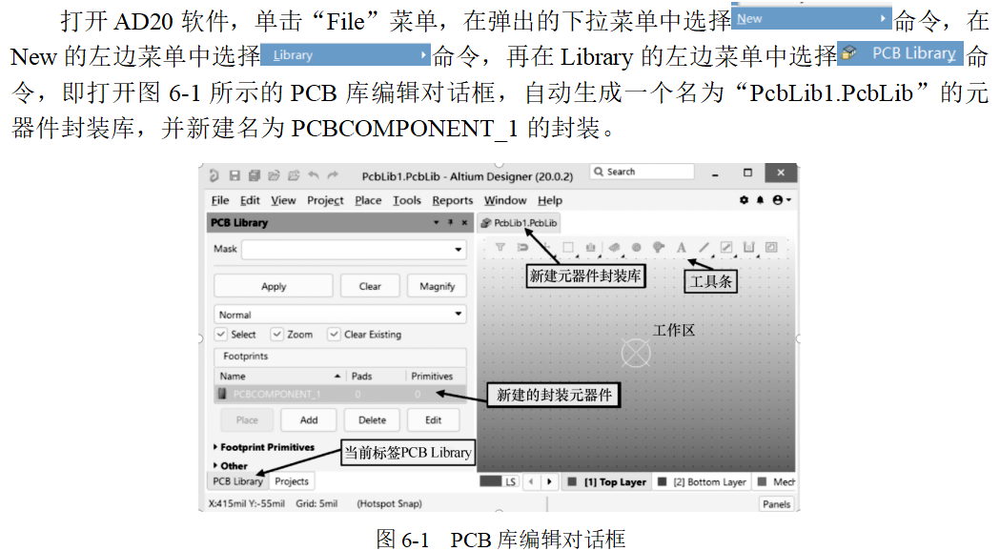 打开 AD20 软件，单击“File”菜单，在弹出的下拉菜单中选择 New 命令，在
New 的左边菜单中选择 Library 命令，再在 Library 的左边菜单中选择 PCB Library 命
令，即打开图 6-1 所示的 PCB 库编辑对话框，自动生成一个名为“PcbLib1.PcbLib”的元
器件封装库，并新建名为 PCBCOMPONENT_1 的封装。
PcbLib1.PcbLib - Altium Designer (20.0.2) Search
File Edit View Project Place Tools Reports Window Help
PCB Library
PcbLib1.PcbLib
Mask
新建元器件封装库
工具条
Apply Clear Magnify
Normal
工作区
Select Zoom Clear Existing
Footprints
Name Pads Primitives
PCBCOMPONENT_1 0 0
新建的封装元器件
Place Add Delete Edit
Footprint Primitives
当前标签PCB Library
Other
PCB Library Projects
LS [1] Top Layer [2] Bottom Layer Mech
X:415mil Y:-55mil Grid: 5mil (Hotspot Snap)
Panels
图 6-1 PCB 库编辑对话框